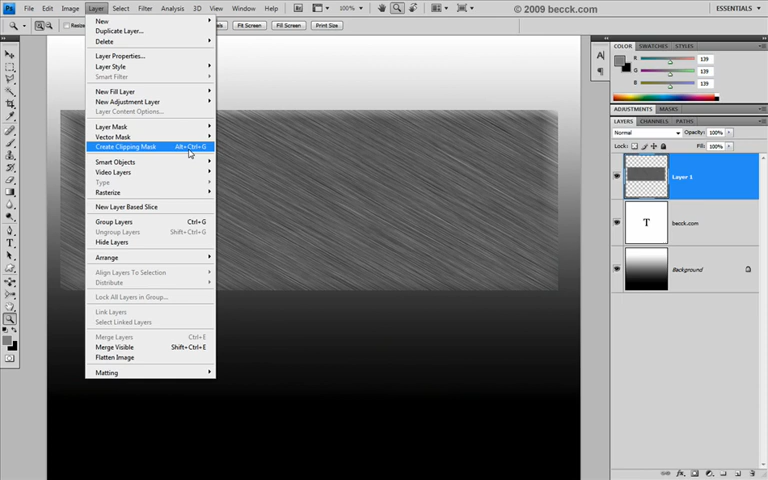 Ps File Edit Image Layer Select Filter Analysis 3D View Window Help 100% © 2009 becck.com ESSENTIALS
Fit Screen Fill Screen Print Size
New
Duplicate Layer...
Delete
Layer Properties...
Layer Style
Smart Filter
New Fill Layer
New Adjustment Layer
Layer Content Options...
Layer Mask
Vector Mask
Create Clipping Mask Alt+Ctrl+G
Smart Objects
Video Layers
Type
Rasterize
New Layer Based Slice
Group Layers Ctrl+G
Ungroup Layers Shift+Ctrl+G
Hide Layers
Arrange
Align Layers To Selection
Distribute
Lock All Layers in Group...
Link Layers
Select Linked Layers
Merge Layers Ctrl+E
Merge Visible Shift+Ctrl+E
Flatten Image
Matting
COLOR SWATCHES STYLES
R 139
G 139
B 139
ADJUSTMENTS MASKS
LAYERS CHANNELS PATHS
Normal Opacity: 100%
Lock: Fill: 100%
Layer 1
T becck.com
Background